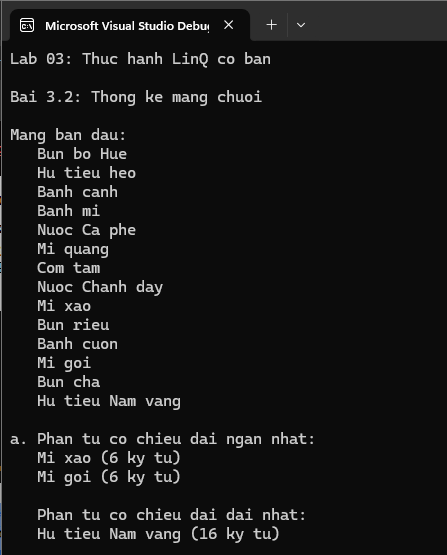 Microsoft Visual Studio Debu
Lab 03: Thuc hanh LinQ co ban
Bai 3.2: Thong ke mang chuoi
Mang ban dau:
Bun bo Hue
Hu tieu heo
Banh canh
Banh mi
Nuoc Ca phe
Mi quang
Com tam
Nuoc Chanh day
Mi xao
Bun rieu
Banh cuon
Mi goi
Bun cha
Hu tieu Nam vang
a. Phan tu co chieu dai ngan nhat:
Mi xao (6 ky tu)
Mi goi (6 ky tu)
Phan tu co chieu dai dai nhat:
Hu tieu Nam vang (16 ky tu)